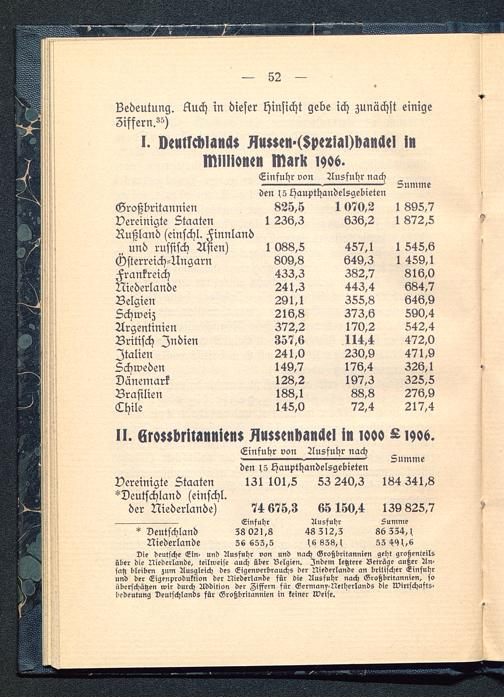 — 52 —
Bedeutung. Auch in dieser Hinsicht gebe ich zunächst einige
Ziffern.³⁵)
I. Deutschlands Aussen-(Spezial)handel in
Millionen Mark 1906.
Einfuhr von Ausfuhr nach Summe
den 15 Haupthandelsgebieten
Großbritannien 825,5 1 070,2 1 895,7
Vereinigte Staaten 1 236,3 636,2 1 872,5
Rußland (einschl. Finnland
und russisch Asien) 1 088,5 457,1 1 545,6
Österreich-Ungarn 809,8 649,3 1 459,1
Frankreich 433,3 382,7 816,0
Niederlande 241,3 443,4 684,7
Belgien 291,1 355,8 646,9
Schweiz 216,8 373,6 590,4
Argentinien 372,2 170,2 542,4
Britisch Indien 357,6 114,4 472,0
Italien 241,0 230,9 471,9
Schweden 149,7 176,4 326,1
Dänemark 128,2 197,3 325,5
Brasilien 188,1 88,8 276,9
Chile 145,0 72,4 217,4
II. Grossbritanniens Aussenhandel in 1000 £ 1906.
Einfuhr von Ausfuhr nach Summe
den 15 Haupthandelsgebieten
Vereinigte Staaten 131 101,5 53 240,3 184 341,8
*Deutschland (einschl.
der Niederlande) 74 675,3 65 150,4 139 825,7
Einfuhr Ausfuhr Summe
* Deutschland 38 021,8 48 312,3 86 334,1
Niederlande 36 653,5 16 838,1 53 491,6
Die deutsche Ein- und Ausfuhr von und nach Großbritannien geht großenteils
über die Niederlande, teilweise auch über Belgien. Indem letztere Beträge außer An-
satz bleiben zum Ausgleich des Eigenverbrauchs der Niederlande an britischer Einfuhr
und der Eigenproduktion der Niederlande für die Ausfuhr nach Großbritannien, so
überschätzen wir durch Addition der Ziffern für Germany-Netherlands die Wirtschafts-
bedeutung Deutschlands für Großbritannien in keiner Weise.